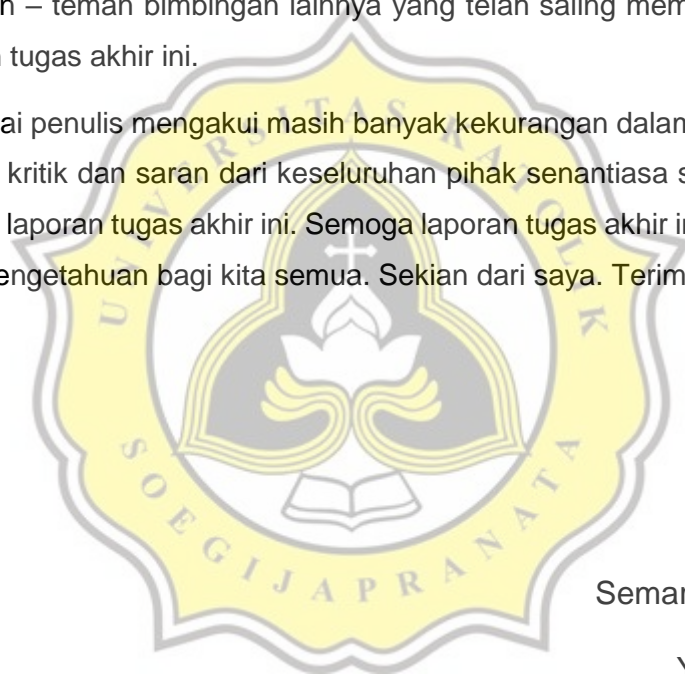 n – teman bimbingan lainnya yang telah saling mem
n tugas akhir ini.
ai penulis mengakui masih banyak kekurangan dalam
kritik dan saran dari keseluruhan pihak senantiasa s
laporan tugas akhir ini. Semoga laporan tugas akhir in
engetahuan bagi kita semua. Sekian dari saya. Terim
UNIVERSITAS KATOLIK
SOEGIJAPRANATA
Semar